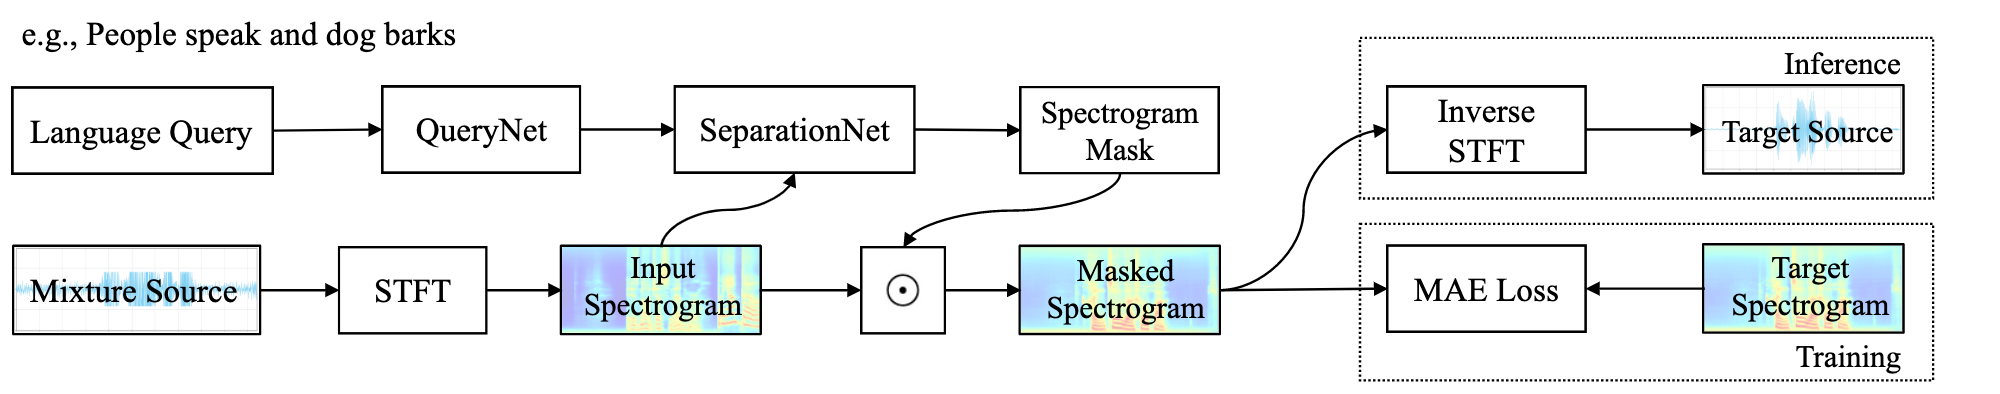 e.g., People speak and dog barks
Language Query
QueryNet
SeparationNet
Spectrogram
Mask
Inference
Inverse
STFT
Target Source
Mixture Source
STFT
Input
Spectrogram
Masked
Spectrogram
MAE Loss
Target
Spectrogram
Training